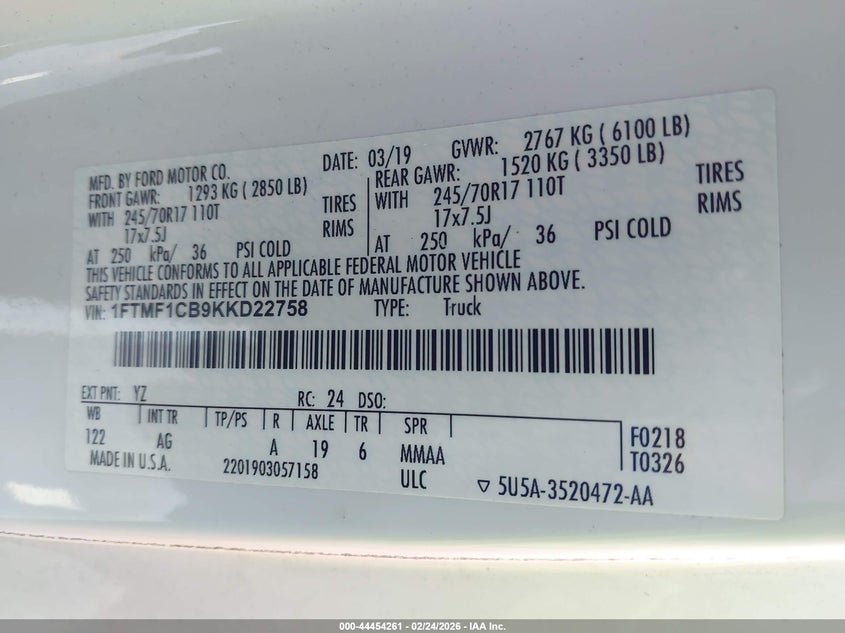 MFD. BY FORD MOTOR CO.
DATE: 03/19 GVWR: 2767 KG ( 6100 LB)
FRONT GAWR: 1293 KG ( 2850 LB)
WITH 245/70R17 110T TIRES
17x7.5J RIMS
AT 250 kPa/ 36 PSI COLD
REAR GAWR: 1520 KG ( 3350 LB)
WITH 245/70R17 110T TIRES
17x7.5J RIMS
AT 250 kPa/ 36 PSI COLD
THIS VEHICLE CONFORMS TO ALL APPLICABLE FEDERAL MOTOR VEHICLE
SAFETY STANDARDS IN EFFECT ON THE DATE OF MANUFACTURE SHOWN ABOVE.
VIN: 1FTMF1CB9KKD22758 TYPE: Truck
EXT PNT: YZ RC: 24 DSO:
WB INT TR TP/PS R AXLE TR SPR
122 AG A 19 6 MMAA
F0218
T0326
MADE IN U.S.A. 2201903057158 ULC
▽ 5U5A-3520472-AA
000-44454261 - 02/24/2026 - IAA Inc.